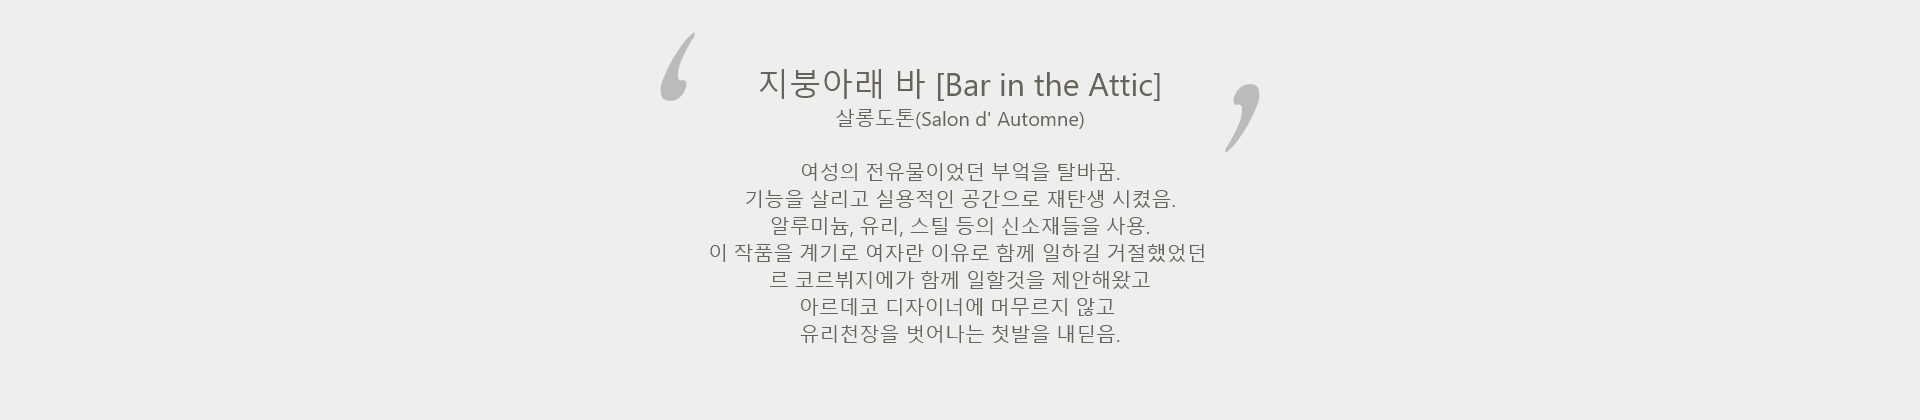 지붕아래 바 [Bar in the Attic]
살롱도톤(Salon d' Automne)
여성의 전유물이었던 부엌을 탈바꿈.
기능을 살리고 실용적인 공간으로 재탄생 시켰음.
알루미늄, 유리, 스틸 등의 신소재들을 사용.
이 작품을 계기로 여자란 이유로 함께 일하길 거절했었던
르 코르뷔지에가 함께 일할것을 제안해왔고
아르데코 디자이너에 머무르지 않고
유리천장을 벗어나는 첫발을 내딛음.